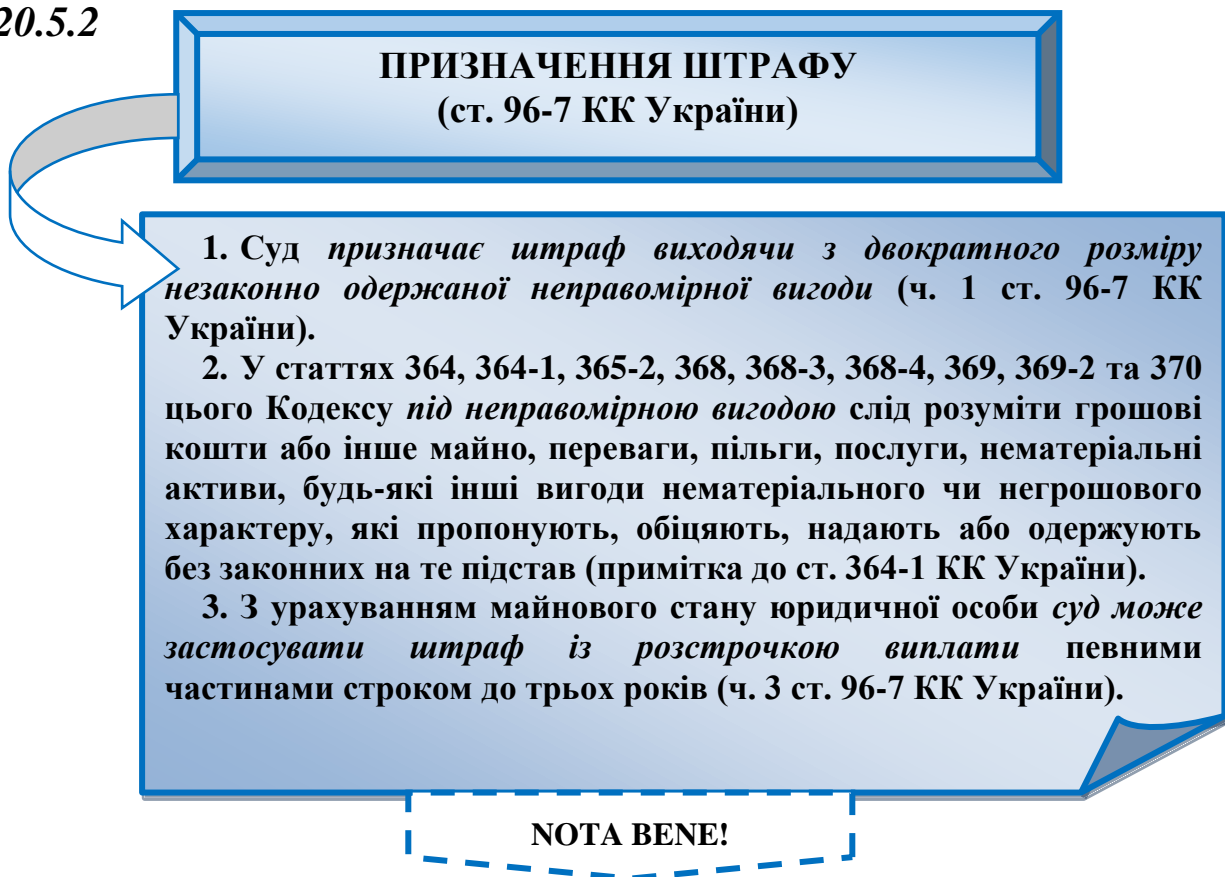 20.5.2
ПРИЗНАЧЕННЯ ШТРАФУ
(ст. 96-7 КК України)
1. Суд призначає штраф виходячи з двократного розміру
незаконно одержаної неправомірної вигоди (ч. 1 ст. 96-7 КК
України).
2. У статтях 364, 364-1, 365-2, 368, 368-3, 368-4, 369, 369-2 та 370
цього Кодексу під неправомірною вигодою слід розуміти грошові
кошти або інше майно, переваги, пільги, послуги, нематеріальні
активи, будь-які інші вигоди нематеріального чи негрошового
характеру, які пропонують, обіцяють, надають або одержують
без законних на те підстав (примітка до ст. 364-1 КК України).
3. З урахуванням майнового стану юридичної особи суд може
застосувати штраф із розстрочкою виплати певними
частинами строком до трьох років (ч. 3 ст. 96-7 КК України).
NOTA BENE!